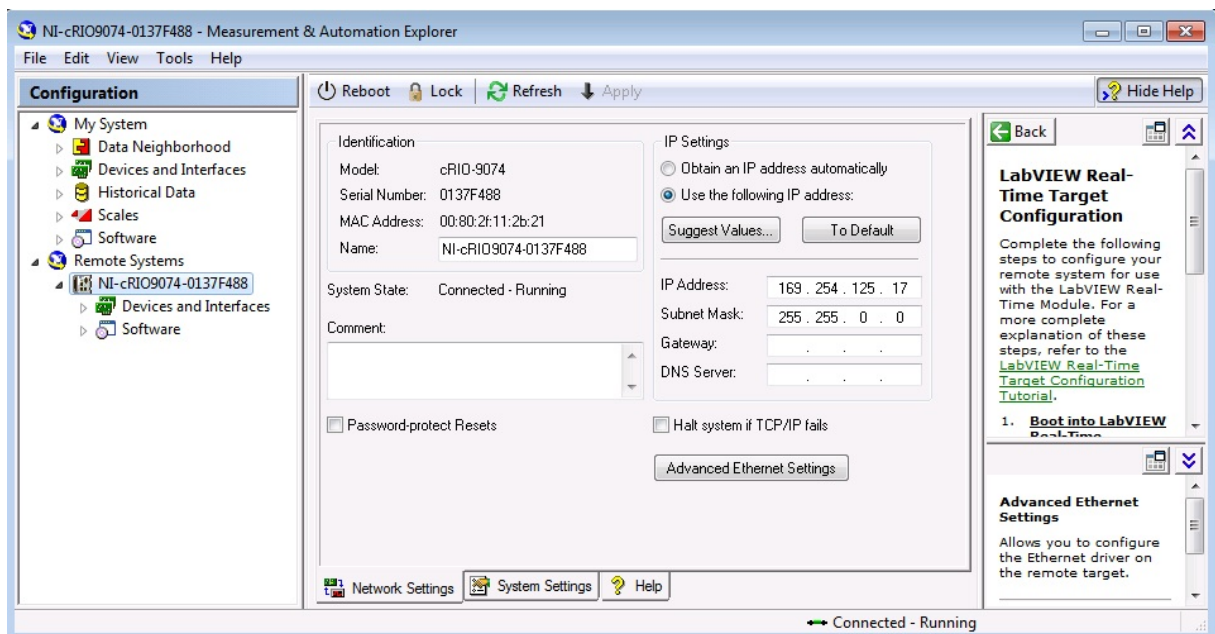 NI-cRIO9074-0137F488 - Measurement & Automation Explorer
File Edit View Tools Help
Configuration
My System
Data Neighborhood
Devices and Interfaces
Historical Data
Scales
Software
Remote Systems
NI-cRIO9074-0137F488
Devices and Interfaces
Software
Reboot Lock Refresh Apply
Hide Help
Identification
Model: cRIO-9074
Serial Number: 0137F488
MAC Address: 00:80:2f:11:2b:21
Name: NI-cRIO9074-0137F488
System State: Connected - Running
Comment:
Password-protect Resets
IP Settings
Obtain an IP address automatically
Use the following IP address:
Suggest Values... To Default
IP Address: 169 . 254 . 125 . 17
Subnet Mask: 255 . 255 . 0 . 0
Gateway: . . .
DNS Server: . . .
Halt system if TCP/IP fails
Advanced Ethernet Settings
Network Settings System Settings Help
Back
LabVIEW Real-
Time Target
Configuration
Complete the following
steps to configure your
remote system for use
with the LabVIEW Real-
Time Module. For a
more complete
explanation of these
steps, refer to the
LabVIEW Real-Time
Target Configuration
Tutorial.
1. Boot into LabVIEW
Real-Time
Advanced Ethernet
Settings
Allows you to configure
the Ethernet driver on
the remote target.
Connected - Running